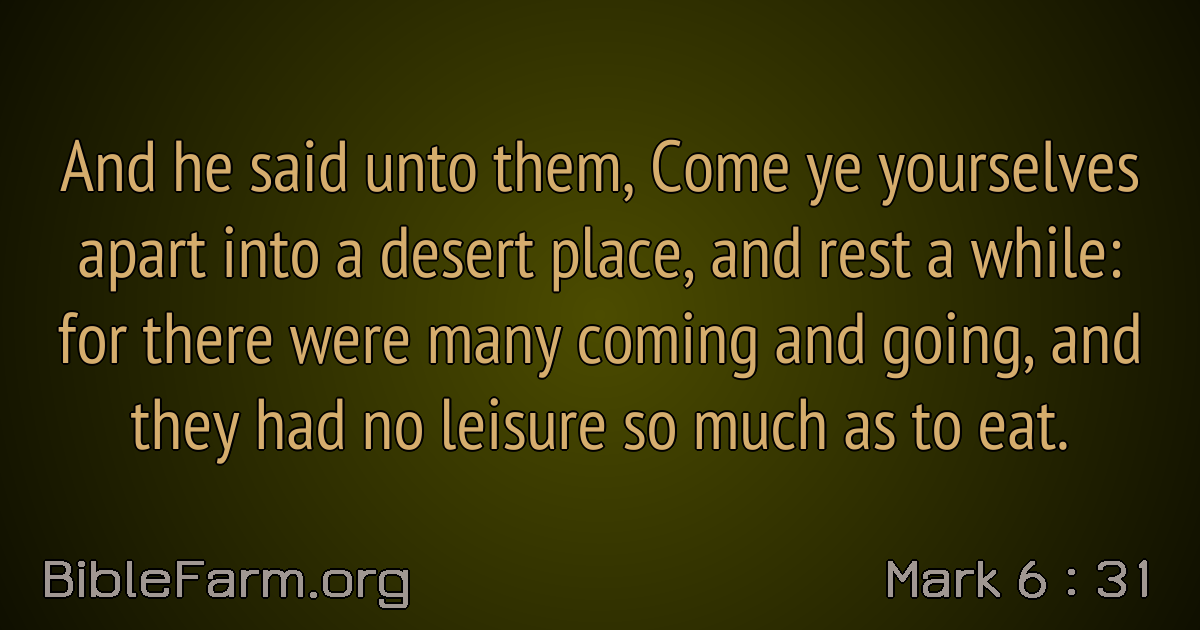 And he said unto them, Come ye yourselves
apart into a desert place, and rest a while:
for there were many coming and going, and
they had no leisure so much as to eat.
BibleFarm.org
Mark 6 : 31